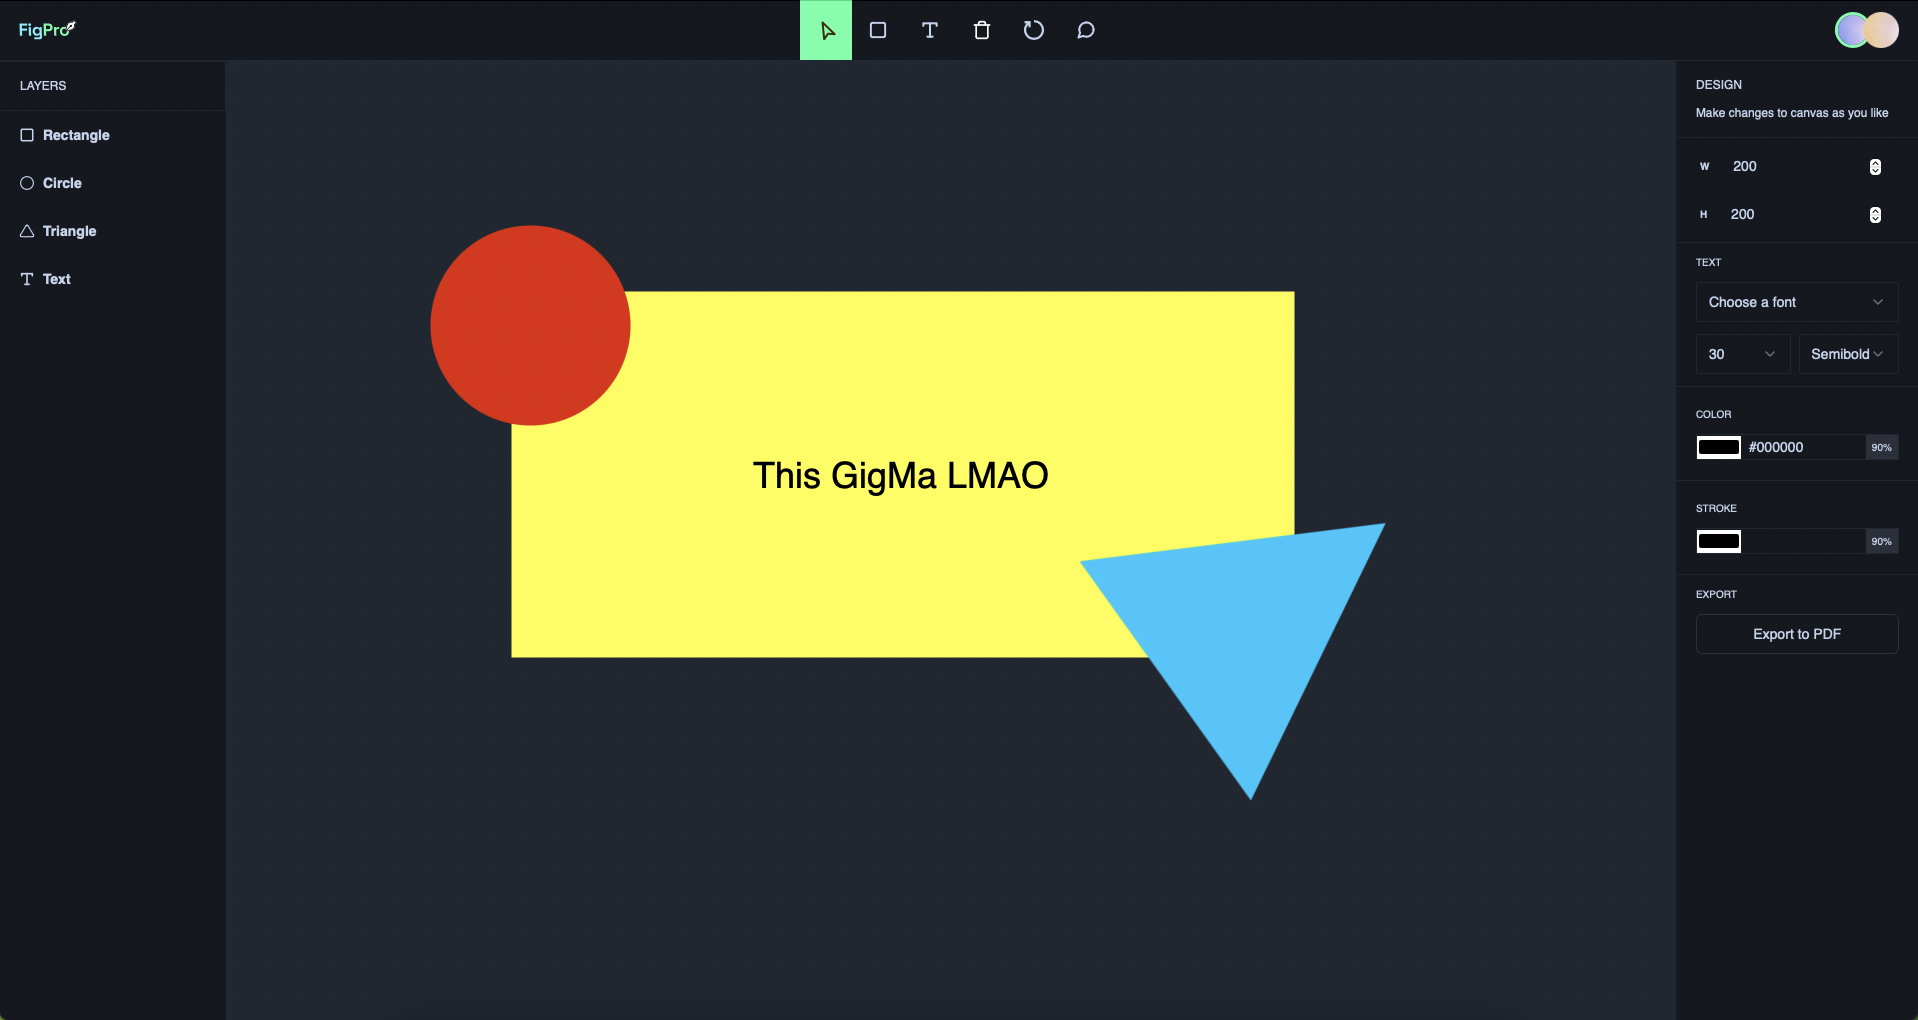 FigPro
LAYERS
Rectangle
Circle
Triangle
Text
This GigMa LMAO
DESIGN
Make changes to canvas as you like
W 200
H 200
TEXT
Choose a font
30 Semibold
COLOR
#000000 90%
STROKE
90%
EXPORT
Export to PDF